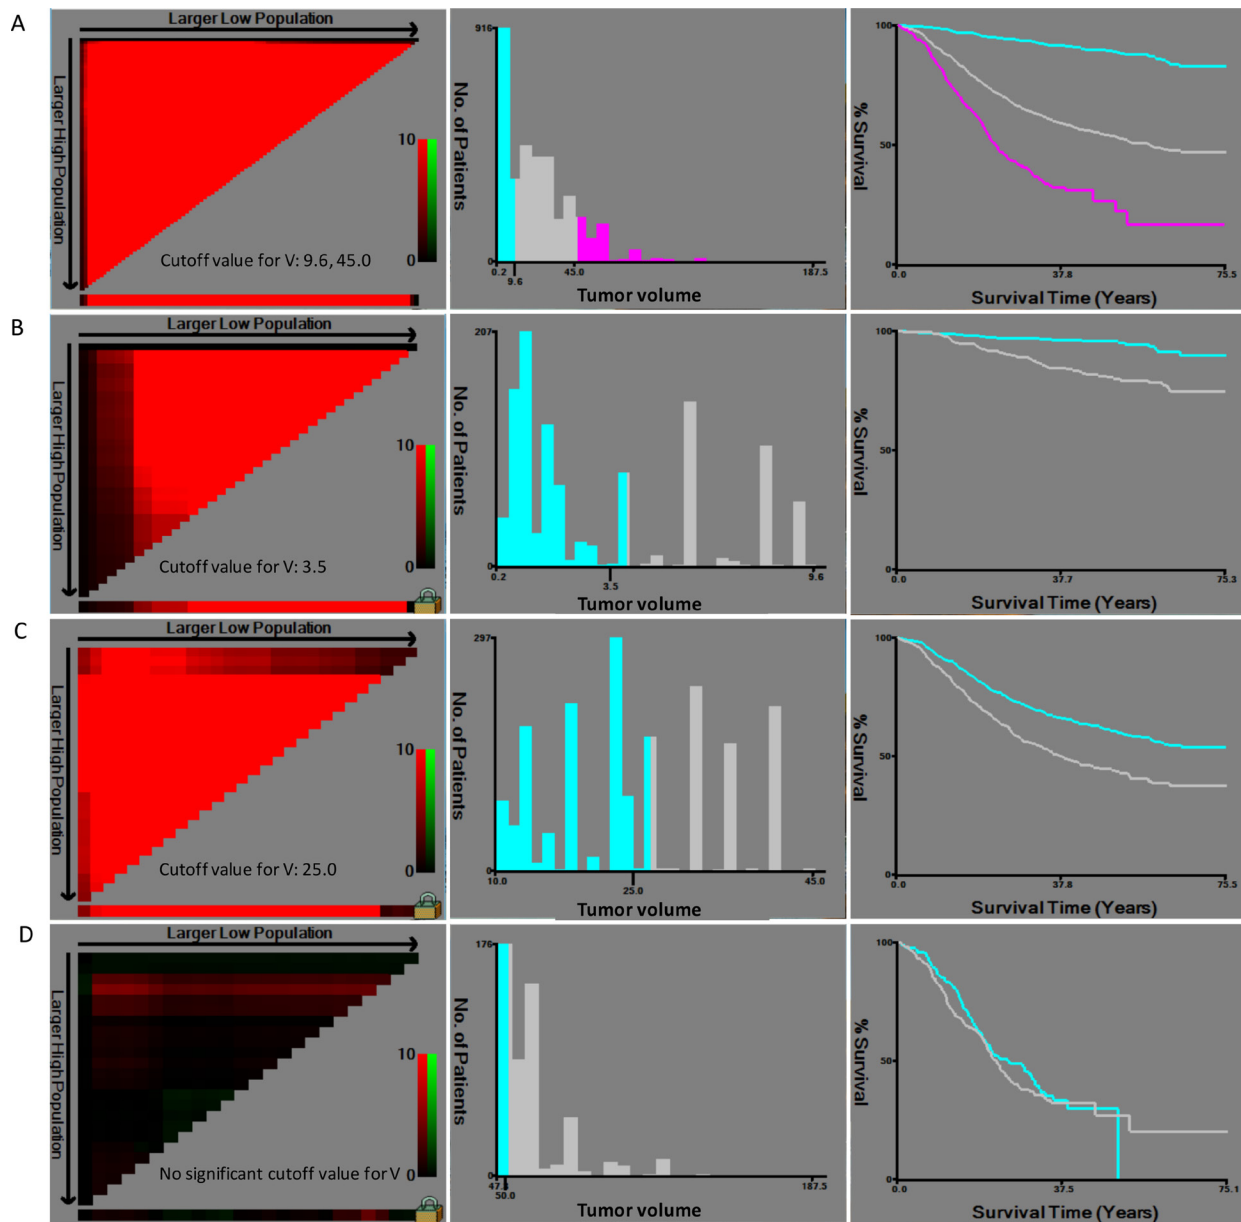 A
Larger Low Population
Larger High Population
10
0
Cutoff value for V: 9.6, 45.0
916
No. of Patients
0
0.2
9.6
45.0
187.5
Tumor volume
100
% Survival
50
0
0.0
37.8
75.5
Survival Time (Years)
B
Larger Low Population
Larger High Population
10
0
Cutoff value for V: 3.5
207
No. of Patients
0
0.2
3.5
9.6
Tumor volume
100
% Survival
50
0
0.0
37.7
75.3
Survival Time (Years)
C
Larger Low Population
Larger High Population
10
0
Cutoff value for V: 25.0
297
No. of Patients
0
10.0
25.0
45.0
Tumor volume
100
% Survival
50
0
0.0
37.8
75.5
Survival Time (Years)
D
Larger Low Population
Larger High Population
10
0
No significant cutoff value for V
176
No. of Patients
0
50.0
187.5
Tumor volume
100
% Survival
50
0
0.0
37.5
75.1
Survival Time (Years)